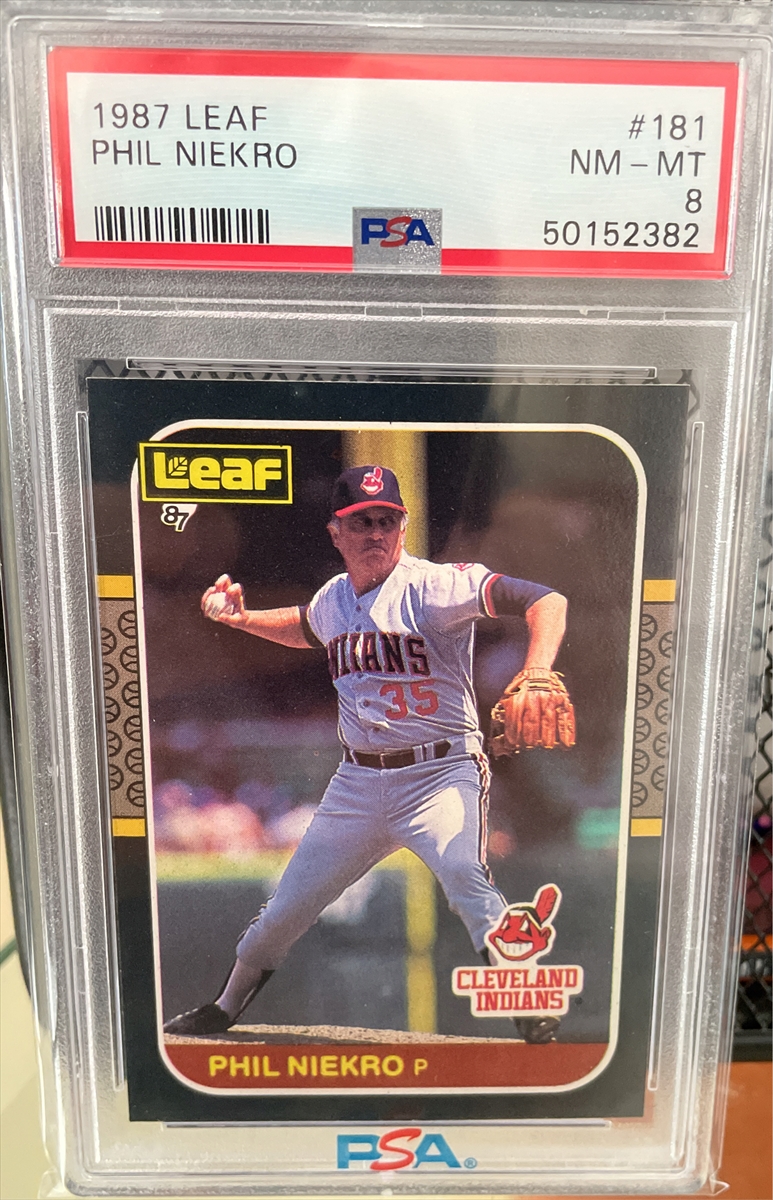 1987 LEAF
PHIL NIEKRO
#181
NM - MT
8
50152382
PSA
Leaf
87
INDIANS
35
CLEVELAND
INDIANS
PHIL NIEKRO P
PSA®